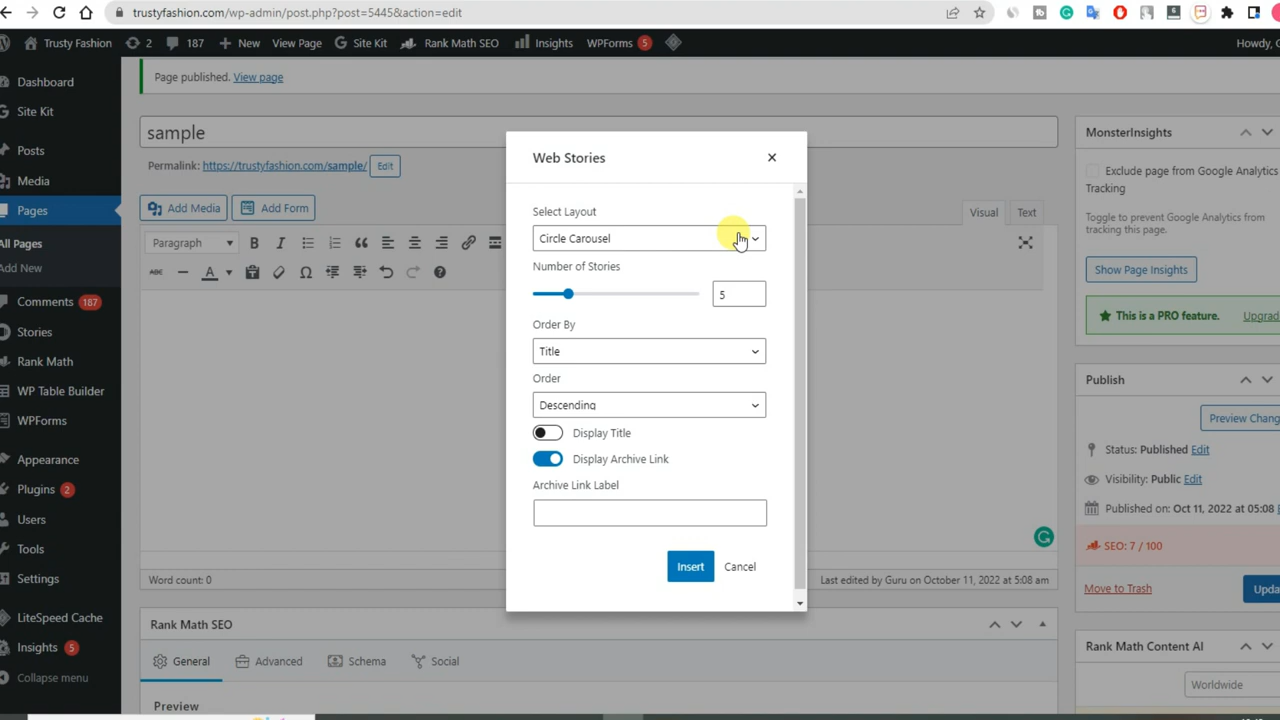 trustyfashion.com/wp-admin/post.php?post=5445&action=edit
Trusty Fashion 2 187 New View Page Site Kit Rank Math SEO Insights WPForms 5 Howdy,
Page published. View page
Dashboard
Site Kit
Posts
Media
Pages
All Pages
Add New
Comments 187
Stories
Rank Math
WP Table Builder
WPForms
Appearance
Plugins 2
Users
Tools
Settings
LiteSpeed Cache
Insights 5
Collapse menu
sample
Permalink: https://trustyfashion.com/sample/ Edit
Add Media Add Form
Visual Text
Paragraph B I
ABC A
Word count: 0
Last edited by Guru on October 11, 2022 at 5:08 am
Web Stories
Select Layout
Circle Carousel
Number of Stories
5
Order By
Title
Order
Descending
Display Title
Display Archive Link
Archive Link Label
Insert Cancel
Rank Math SEO
General Advanced Schema Social
Preview
MonsterInsights
Exclude page from Google Analytics
Tracking
Toggle to prevent Google Analytics from
tracking this page.
Show Page Insights
This is a PRO feature. Upgrad
Publish
Preview Chang
Status: Published Edit
Visibility: Public Edit
Published on: Oct 11, 2022 at 05:08
SEO: 7 / 100
Move to Trash Upda
Rank Math Content AI
Worldwide